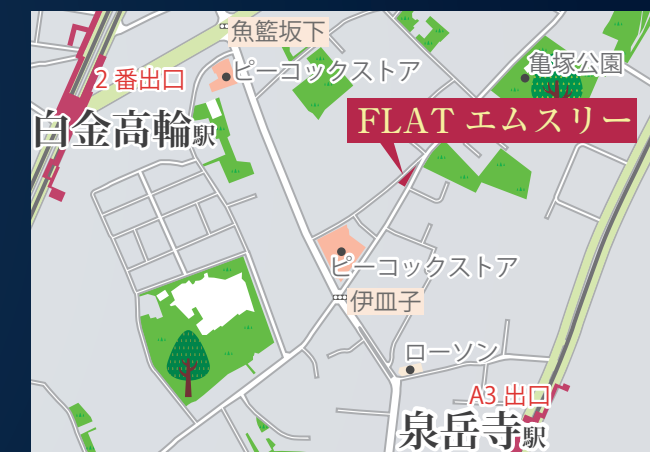 魚籃坂下
2番出口
ピーコックストア
亀塚公園
白金高輪駅
FLAT エムスリー
ピーコックストア
伊皿子
ローソン
A3 出口
泉岳寺駅